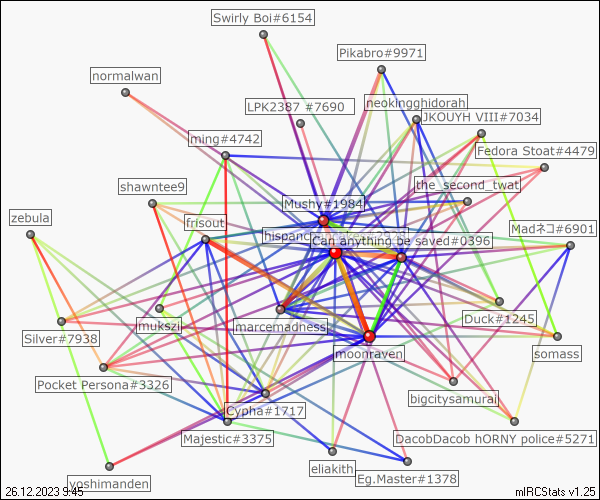 Swirly Boi#6154
Pikabro#9971
normalwan
LPK2387 #7690
neokingghidorah
JKOUYH VIII#7034
ming#4742
Fedora Stoat#4479
shawntee9
the_second_twat
Mushy#1984
zebula
frisout
Madネコ#6901
hispanc
Can anything be saved#0396
mukszii
marcemadness
Duck#1245
Silver#7938
moonraven
somass
Pocket Persona#3326
bigcitysamurai
Cypha#1717
Majestic#3375
DacobDacob hORNY police#5271
eliakith
Eg.Master#1378
yoshimanden
26.12.2023 9:45
mIRCStats v1.25